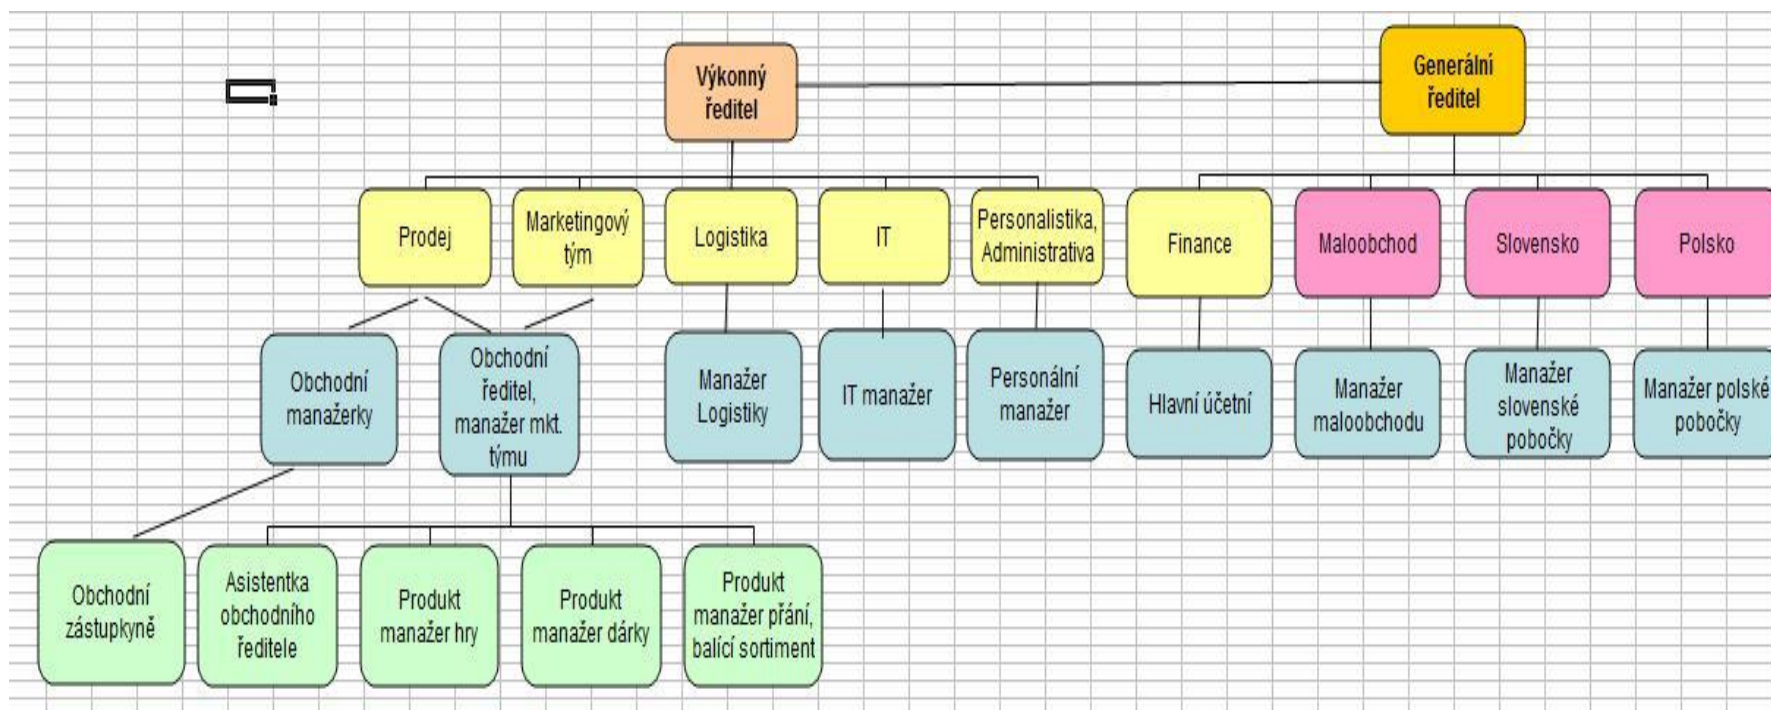 Výkonný
ředitel
Generální
ředitel
Prodej
Marketingový
tým
Logistika
IT
Personalistika,
Administrativa
Finance
Maloobchod
Slovensko
Polsko
Obchodní
manažerky
Obchodní
ředitel,
manažer mkt.
týmu
Manažer
Logistiky
IT manažer
Personální
manažer
Hlavní účetní
Manažer
maloobchodu
Manažer
slovenské
pobočky
Manažer polské
pobočky
Obchodní
zástupkyně
Asistentka
obchodního
ředitele
Produkt
manažer hry
Produkt
manažer dárky
Produkt
manažer přání,
balící sortiment